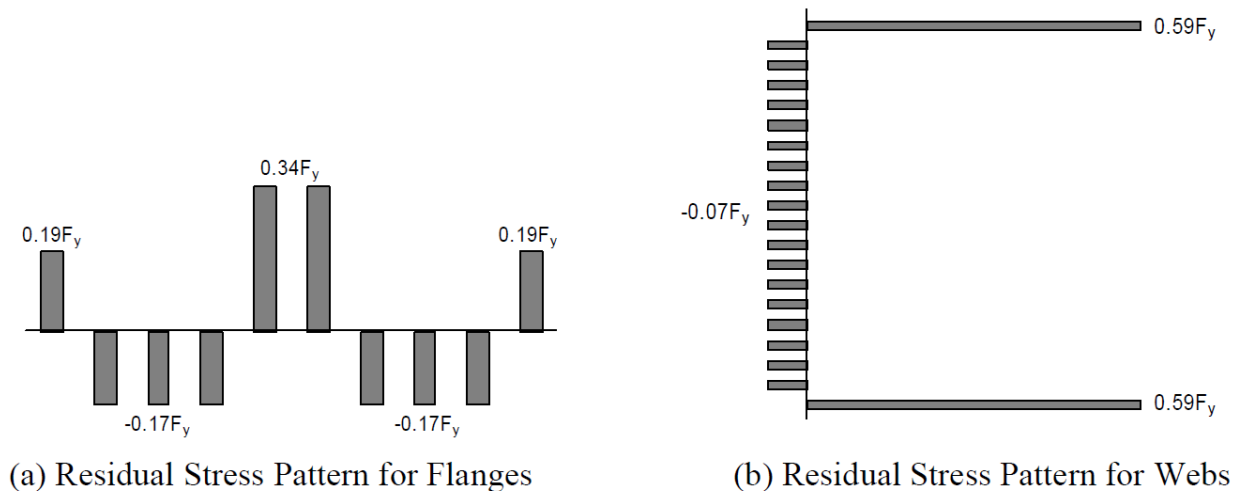 0.34Fy
0.19Fy
0.19Fy
-0.17Fy
-0.17Fy
(a) Residual Stress Pattern for Flanges
0.59Fy
-0.07Fy
0.59Fy
(b) Residual Stress Pattern for Webs